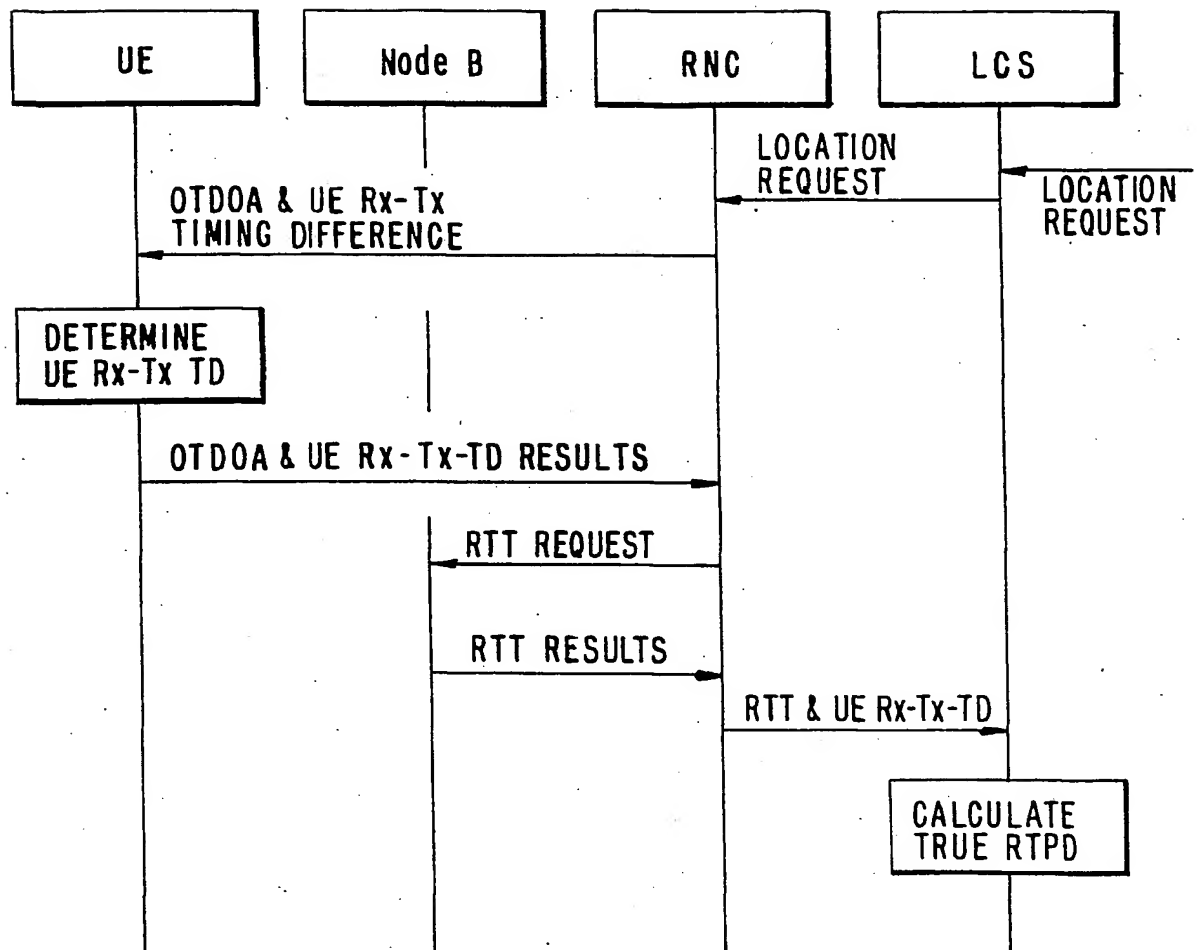 UE
Node B
RNC
LCS
LOCATION
REQUEST
LOCATION
REQUEST
OTDOA & UE Rx-Tx
TIMING DIFFERENCE
DETERMINE
UE Rx-Tx TD
OTDOA & UE Rx-Tx-TD RESULTS
RTT REQUEST
RTT RESULTS
RTT & UE Rx-Tx-TD
CALCULATE
TRUE RTPD